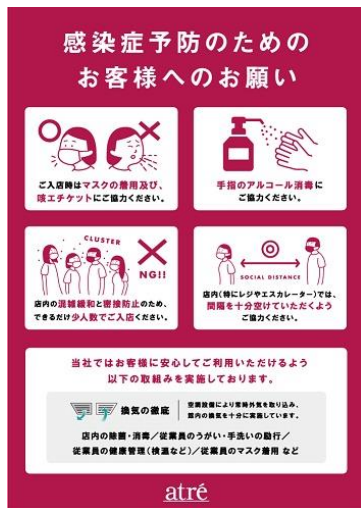 感染症予防のための
お客様へのお願い
ご入店時はマスクの着用及び、
咳エチケットにご協力ください。
手指のアルコール消毒に
ご協力ください。
CLUSTER
NG!!
店内の混雑緩和と密接防止のため、
できるだけ少人数でご入店ください。
SOCIAL DISTANCE
店内(特にレジやエスカレーター)では、
間隔を十分空けていただくよう
ご協力ください。
当社ではお客様に安心してご利用いただけるよう
以下の取組みを実施しております。
換気の徹底
空調設備により常時外気を取り込み、
館内の換気を十分に実施しています。
店内の除菌・消毒/従業員のうがい・手洗いの励行/
従業員の健康管理(検温など)/従業員のマスク着用 など
atré